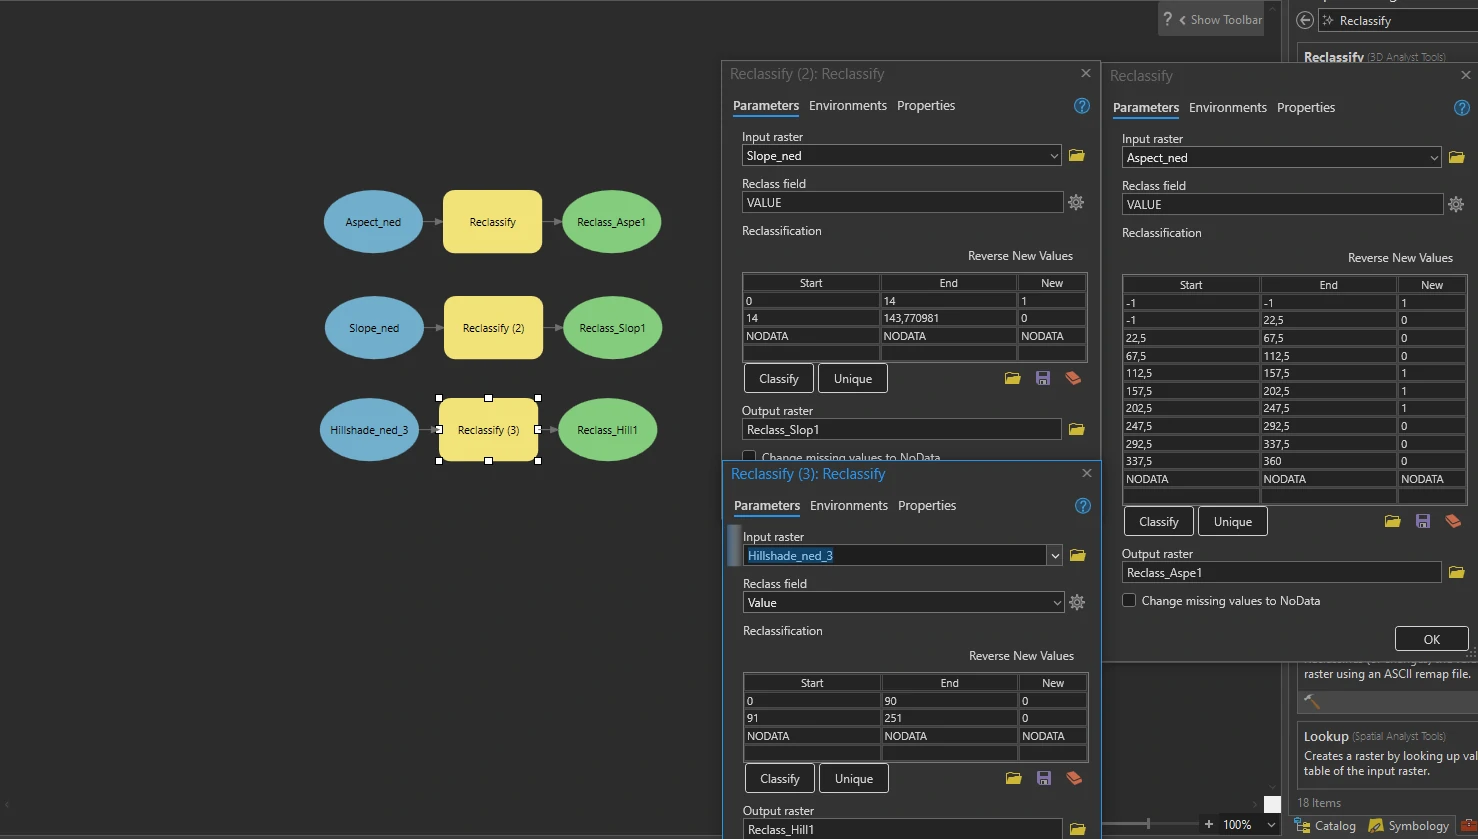 ? < Show Toolbar
Reclassify
Reclassify (3D Analyst Tools)
Aspect_ned
Reclassify
Reclass_Aspe1
Slope_ned
Reclassify (2)
Reclass_Slop1
Hillshade_ned_3
Reclassify (3)
Reclass_Hill1
Reclassify (2): Reclassify
Parameters Environments Properties
Input raster
Slope_ned
Reclass field
VALUE
Reclassification
Reverse New Values
Start End New
0 14 1
14 143,770981 0
NODATA NODATA NODATA
Classify Unique
Output raster
Reclass_Slop1
Change missing values to NoData
Reclassify (3): Reclassify
Parameters Environments Properties
Input raster
Hillshade_ned_3
Reclass field
Value
Reclassification
Reverse New Values
Start End New
0 90 0
91 251 0
NODATA NODATA NODATA
Classify Unique
Output raster
Reclass_Hill1
Reclassify
Parameters Environments Properties
Input raster
Aspect_ned
Reclass field
VALUE
Reclassification
Reverse New Values
Start End New
-1 -1 1
-1 22,5 0
22,5 67,5 0
67,5 112,5 0
112,5 157,5 1
157,5 202,5 1
202,5 247,5 1
247,5 292,5 0
292,5 337,5 0
337,5 360 0
NODATA NODATA NODATA
Classify Unique
Output raster
Reclass_Aspe1
Change missing values to NoData
OK
raster using an ASCII remap file.
Lookup (Spatial Analyst Tools)
Creates a raster by looking up val
table of the input raster.
18 Items
+ 100%
Catalog Symbology